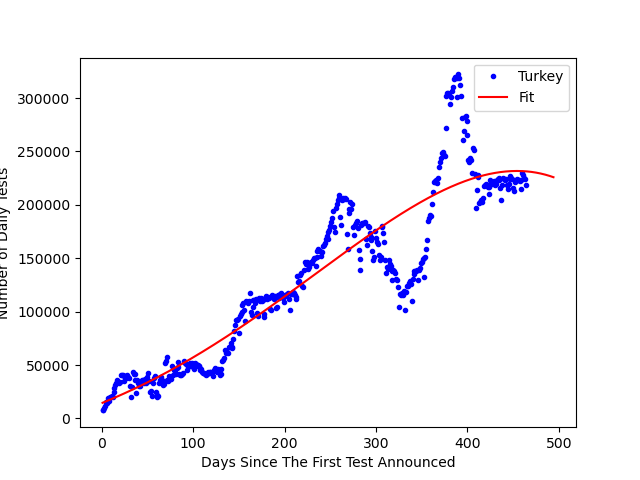 Turkey
Fit
300000
250000
200000
150000
100000
50000
0
Number of Daily Tests
0 100 200 300 400 500
Days Since The First Test Announced